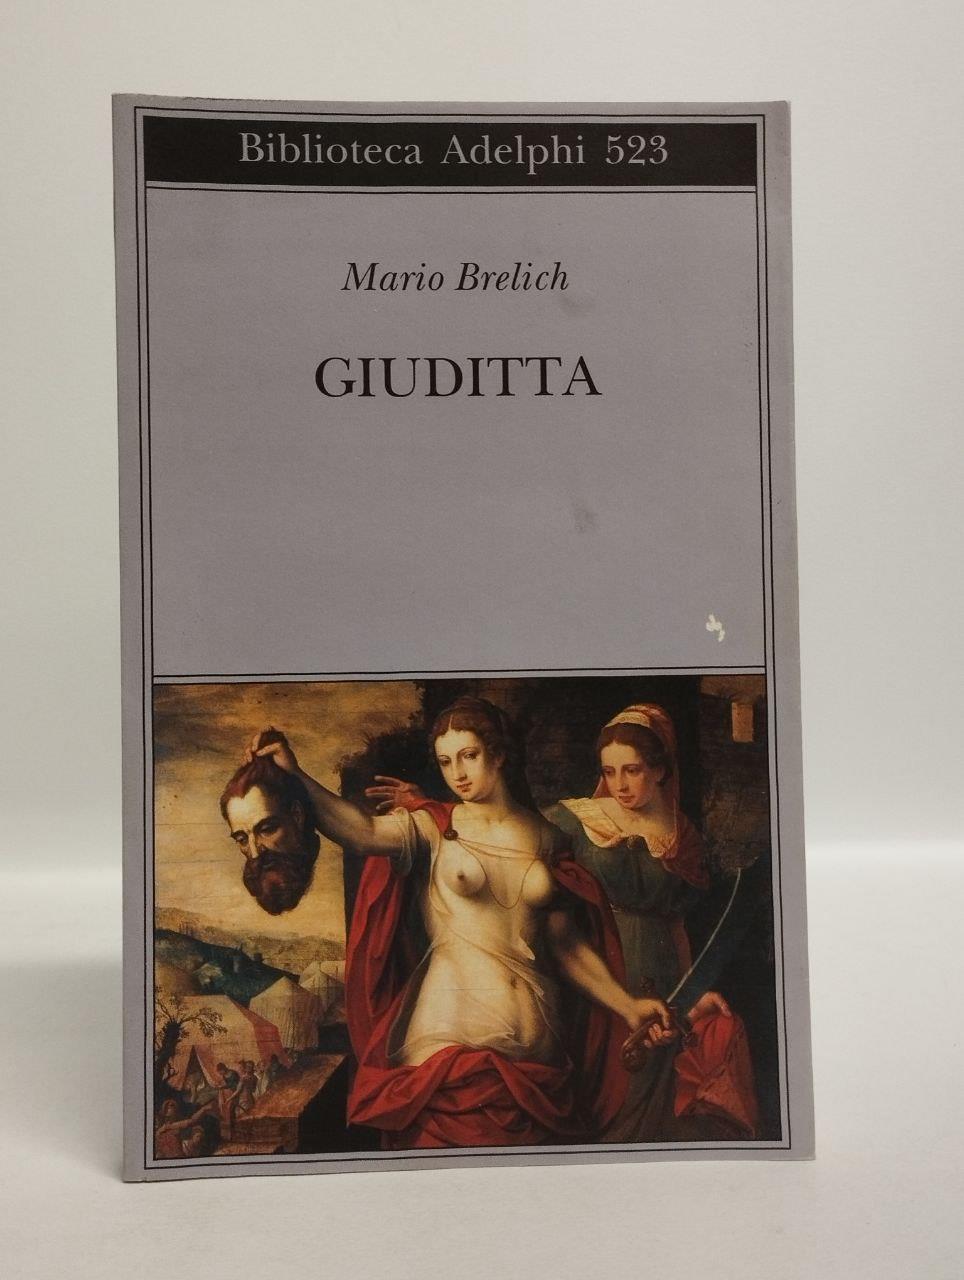 Biblioteca Adelphi 523
Mario Brelich
GIUDITTA